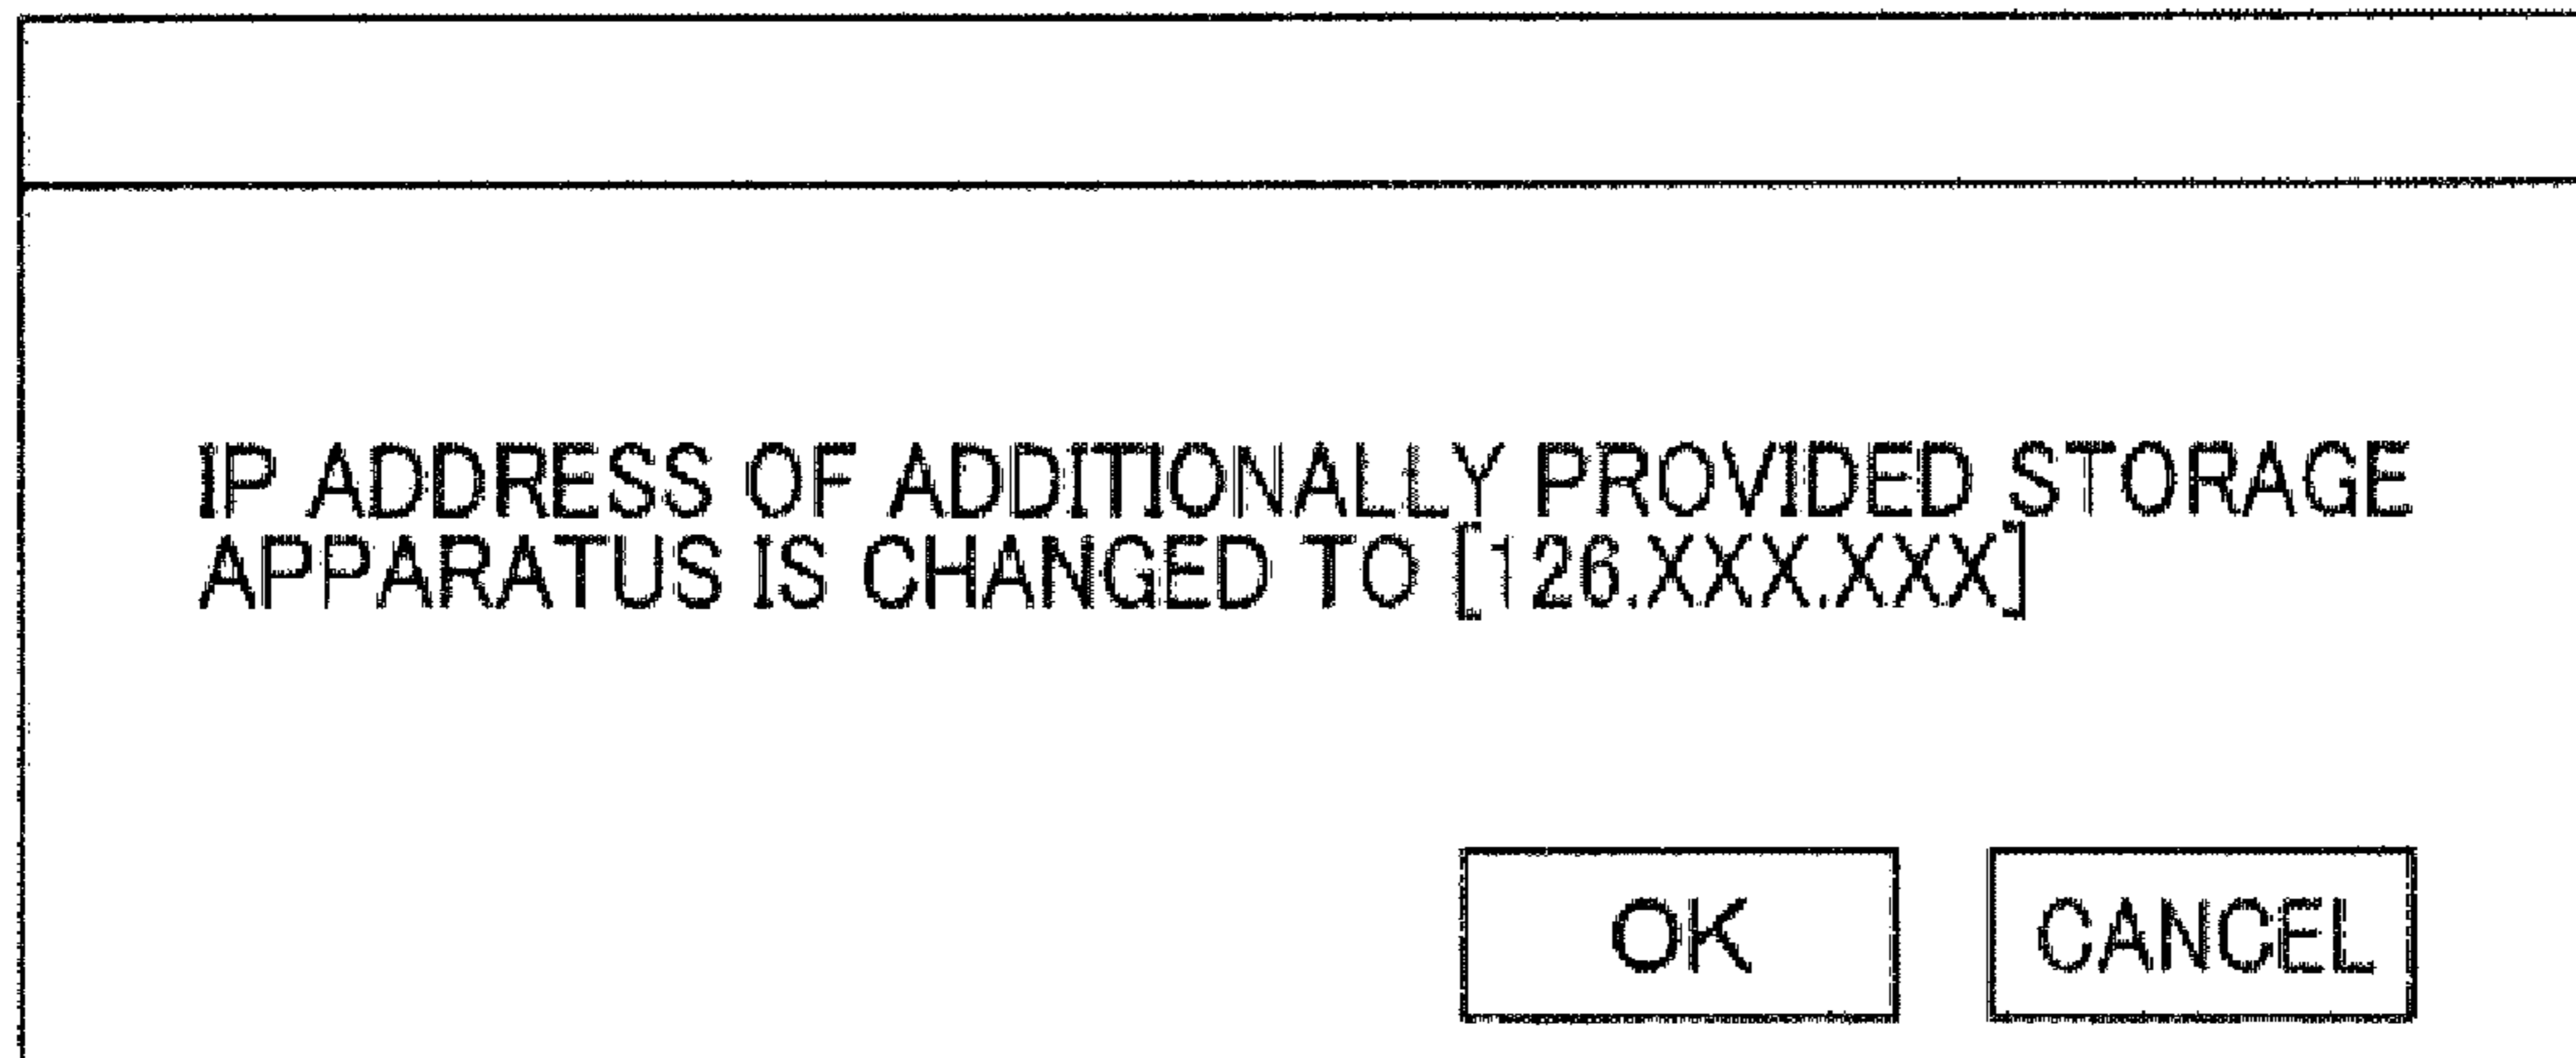 IP ADDRESS OF ADDITIONALLY PROVIDED STORAGE
APPARATUS IS CHANGED TO [126.XXX.XXX]
OK CANCEL